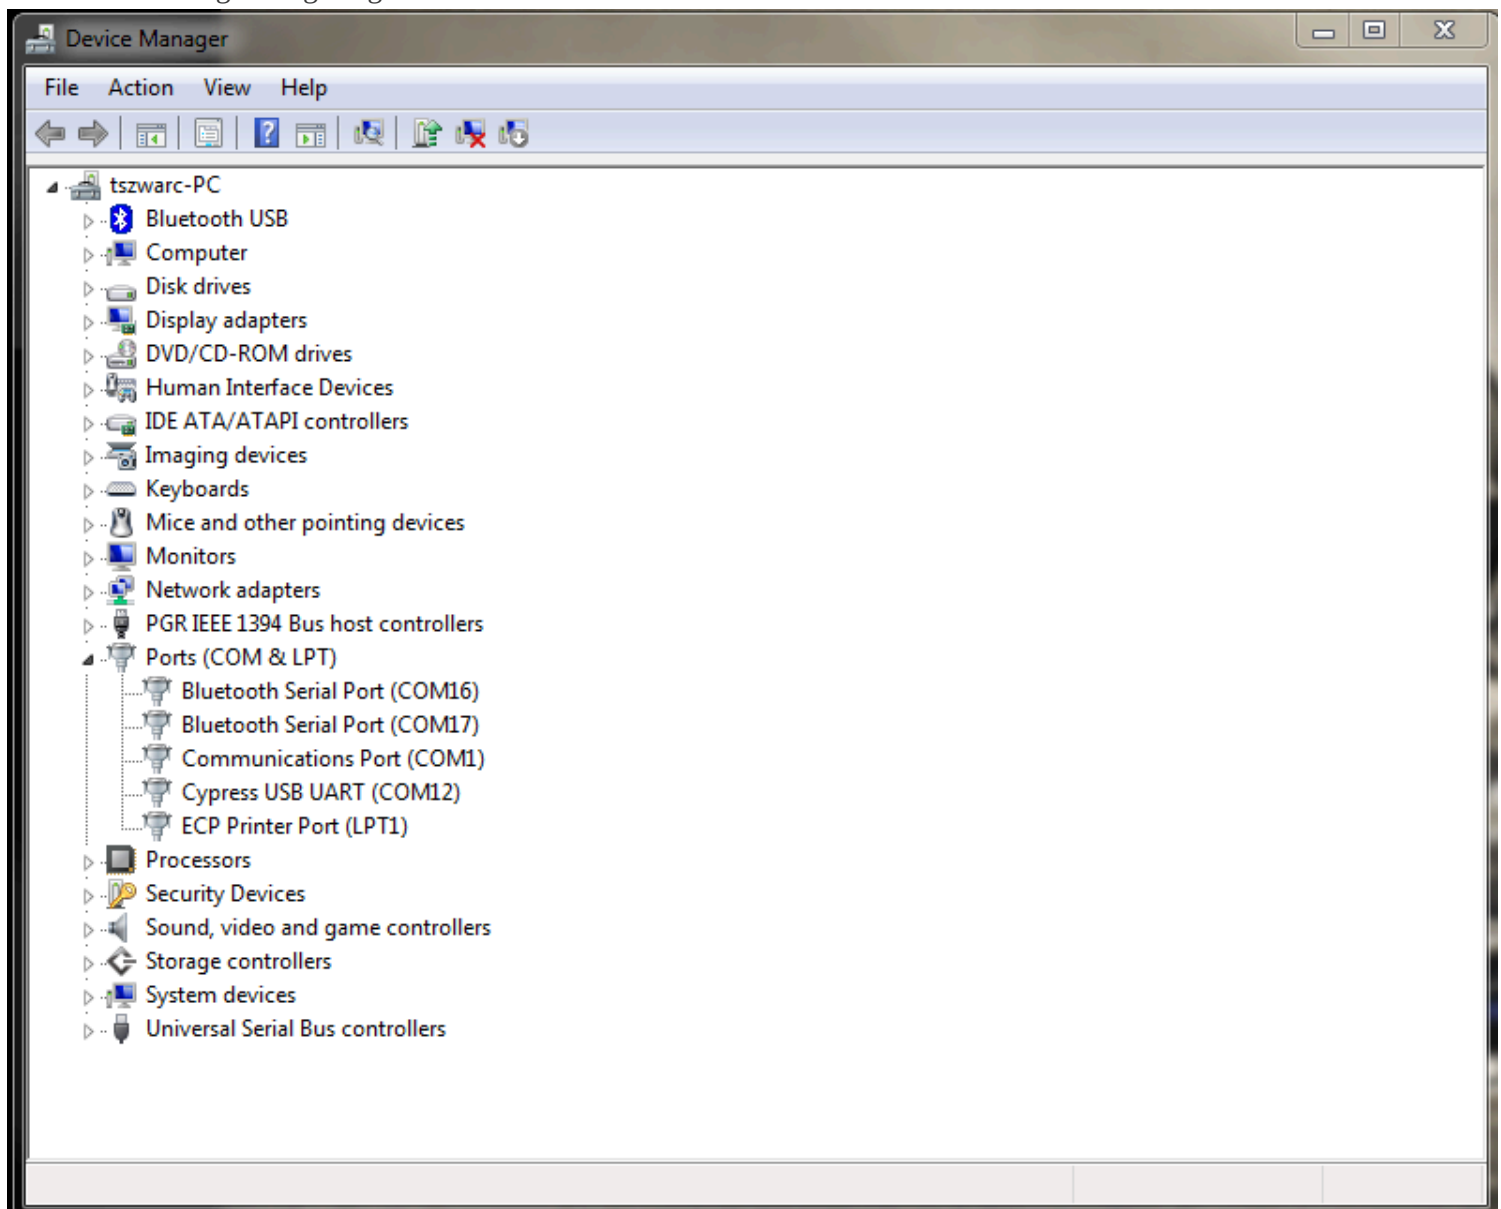 Device Manager
File Action View Help
tszwarc-PC
Bluetooth USB
Computer
Disk drives
Display adapters
DVD/CD-ROM drives
Human Interface Devices
IDE ATA/ATAPI controllers
Imaging devices
Keyboards
Mice and other pointing devices
Monitors
Network adapters
PGR IEEE 1394 Bus host controllers
Ports (COM & LPT)
Bluetooth Serial Port (COM16)
Bluetooth Serial Port (COM17)
Communications Port (COM1)
Cypress USB UART (COM12)
ECP Printer Port (LPT1)
Processors
Security Devices
Sound, video and game controllers
Storage controllers
System devices
Universal Serial Bus controllers